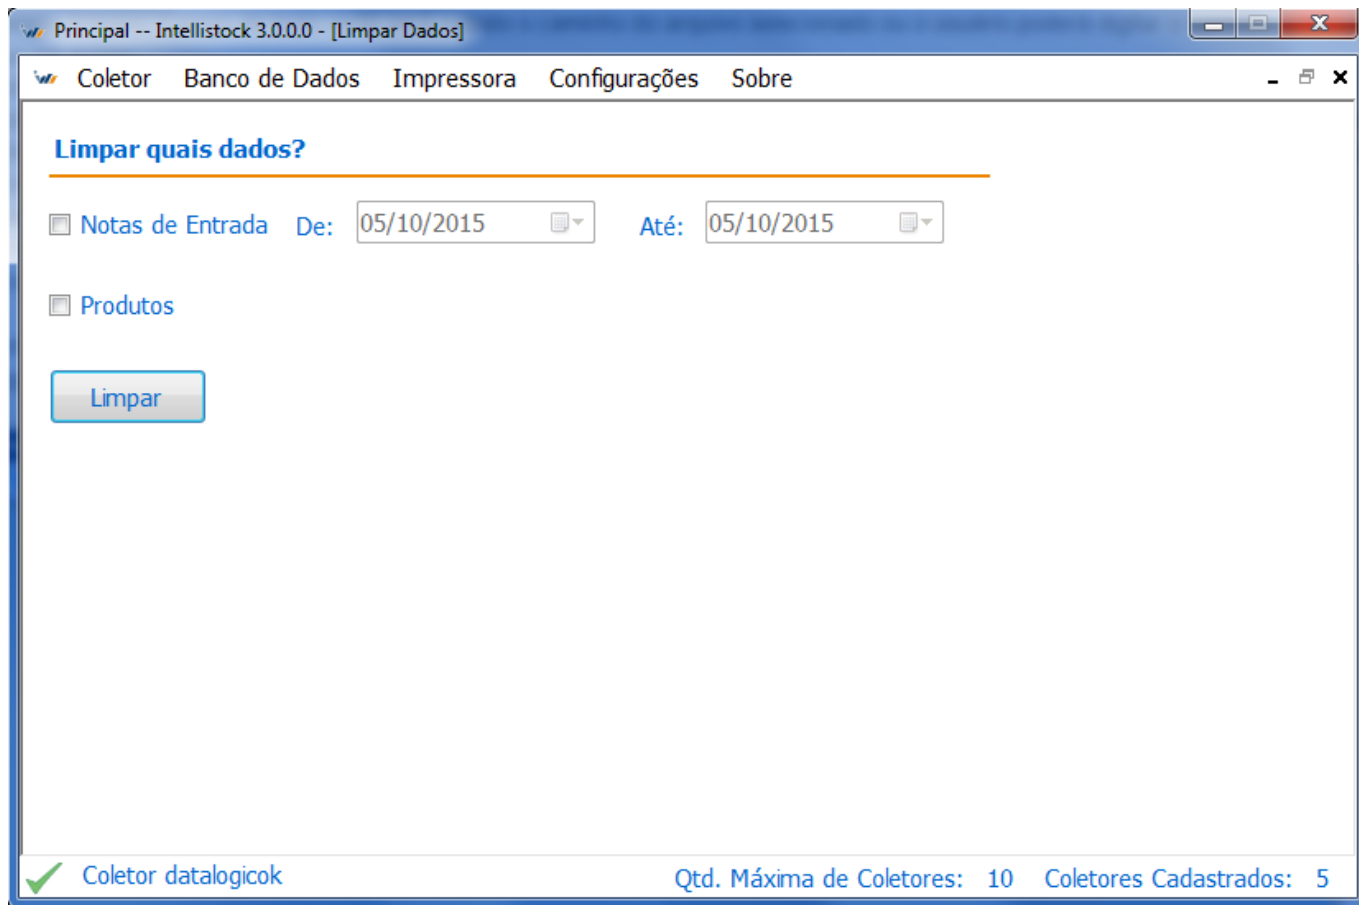 Principal -- Intellistock 3.0.0.0 - [Limpar Dados]
Coletor Banco de Dados Impressora Configurações Sobre
Limpar quais dados?
Notas de Entrada De: 05/10/2015 Até: 05/10/2015
Produtos
Limpar
Coletor datalogicok Qtd. Máxima de Coletores: 10 Coletores Cadastrados: 5